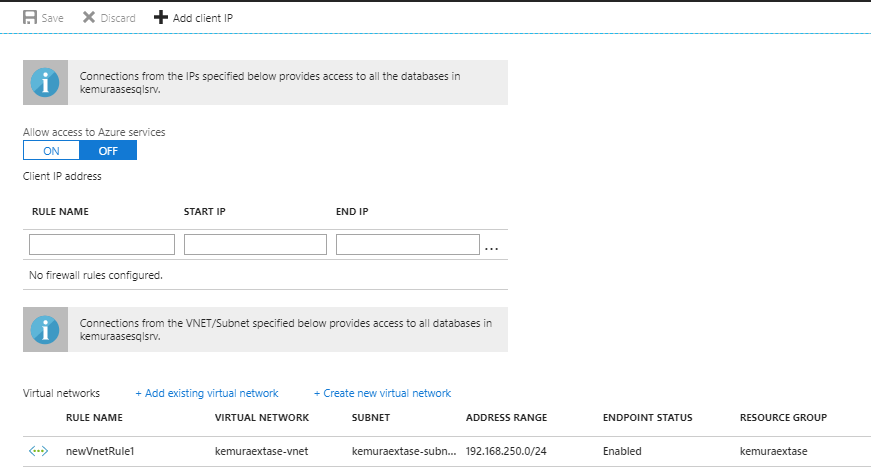 Save Discard Add client IP
Connections from the IPs specified below provides access to all the databases in
kemuraasesqlsrv.
Allow access to Azure services
ON OFF
Client IP address
RULE NAME START IP END IP
...
No firewall rules configured.
Connections from the VNET/Subnet specified below provides access to all databases in
kemuraasesqlsrv.
Virtual networks + Add existing virtual network + Create new virtual network
RULE NAME VIRTUAL NETWORK SUBNET ADDRESS RANGE ENDPOINT STATUS RESOURCE GROUP
newVnetRule1 kemuraextase-vnet kemuraextase-subn... 192.168.250.0/24 Enabled kemuraextase